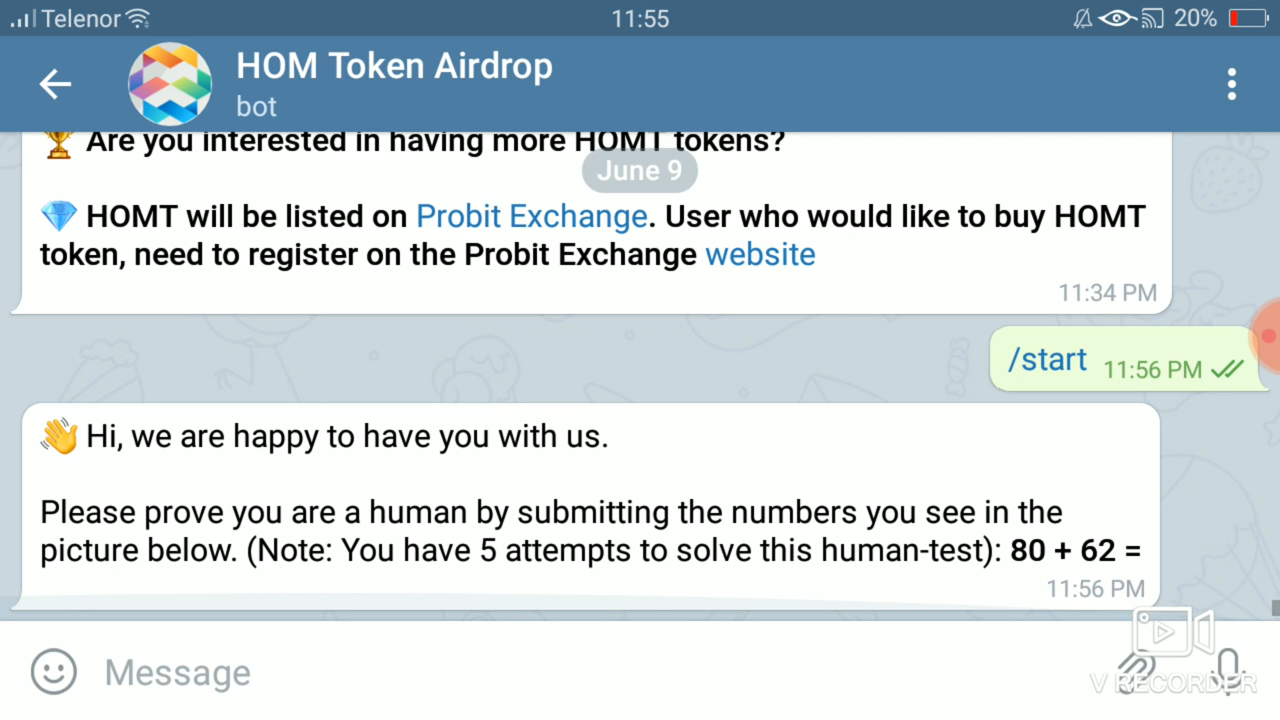 Telenor
11:55
20%
HOM Token Airdrop
bot
🏆 Are you interested in having more HOMT tokens?
June 9
💎 HOMT will be listed on Probit Exchange. User who would like to buy HOMT
token, need to register on the Probit Exchange website
11:34 PM
/start 11:56 PM
👋 Hi, we are happy to have you with us.
Please prove you are a human by submitting the numbers you see in the
picture below. (Note: You have 5 attempts to solve this human-test): 80 + 62 =
11:56 PM
Message
V RECORDER